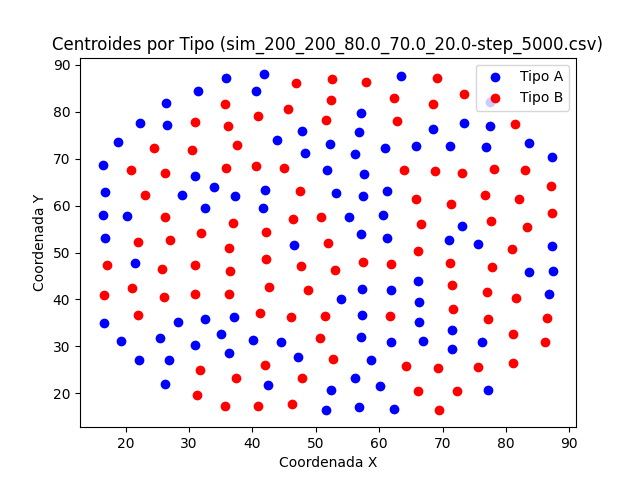 Centroides por Tipo (sim_200_200_80.0_70.0_20.0-step_5000.csv)
Tipo A
Tipo B
90
80
70
60
50
40
30
20
Coordenada Y
20 30 40 50 60 70 80 90
Coordenada X